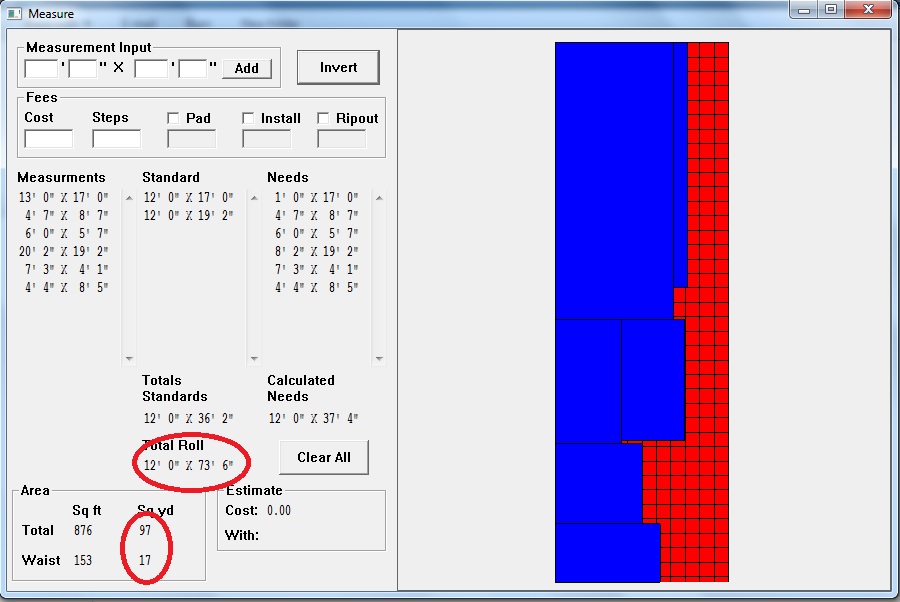 Measure
Measurement Input
' " X ' " Add
Invert
Fees
Cost Steps Pad Install Ripout
Measurments Standard Needs
13' 0" X 17' 0" 12' 0" X 17' 0" 1' 0" X 17' 0"
4' 7" X 8' 7" 12' 0" X 19' 2" 4' 7" X 8' 7"
6' 0" X 5' 7" 6' 0" X 5' 7"
20' 2" X 19' 2" 8' 2" X 19' 2"
7' 3" X 4' 1" 7' 3" X 4' 1"
4' 4" X 8' 5" 4' 4" X 8' 5"
Totals Calculated
Standards Needs
12' 0" X 36' 2" 12' 0" X 37' 4"
Total Roll
12' 0" X 73' 6"
Clear All
Area
Sq ft Sq yd
Total 876 97
Waist 153 17
Estimate
Cost: 0.00
With: